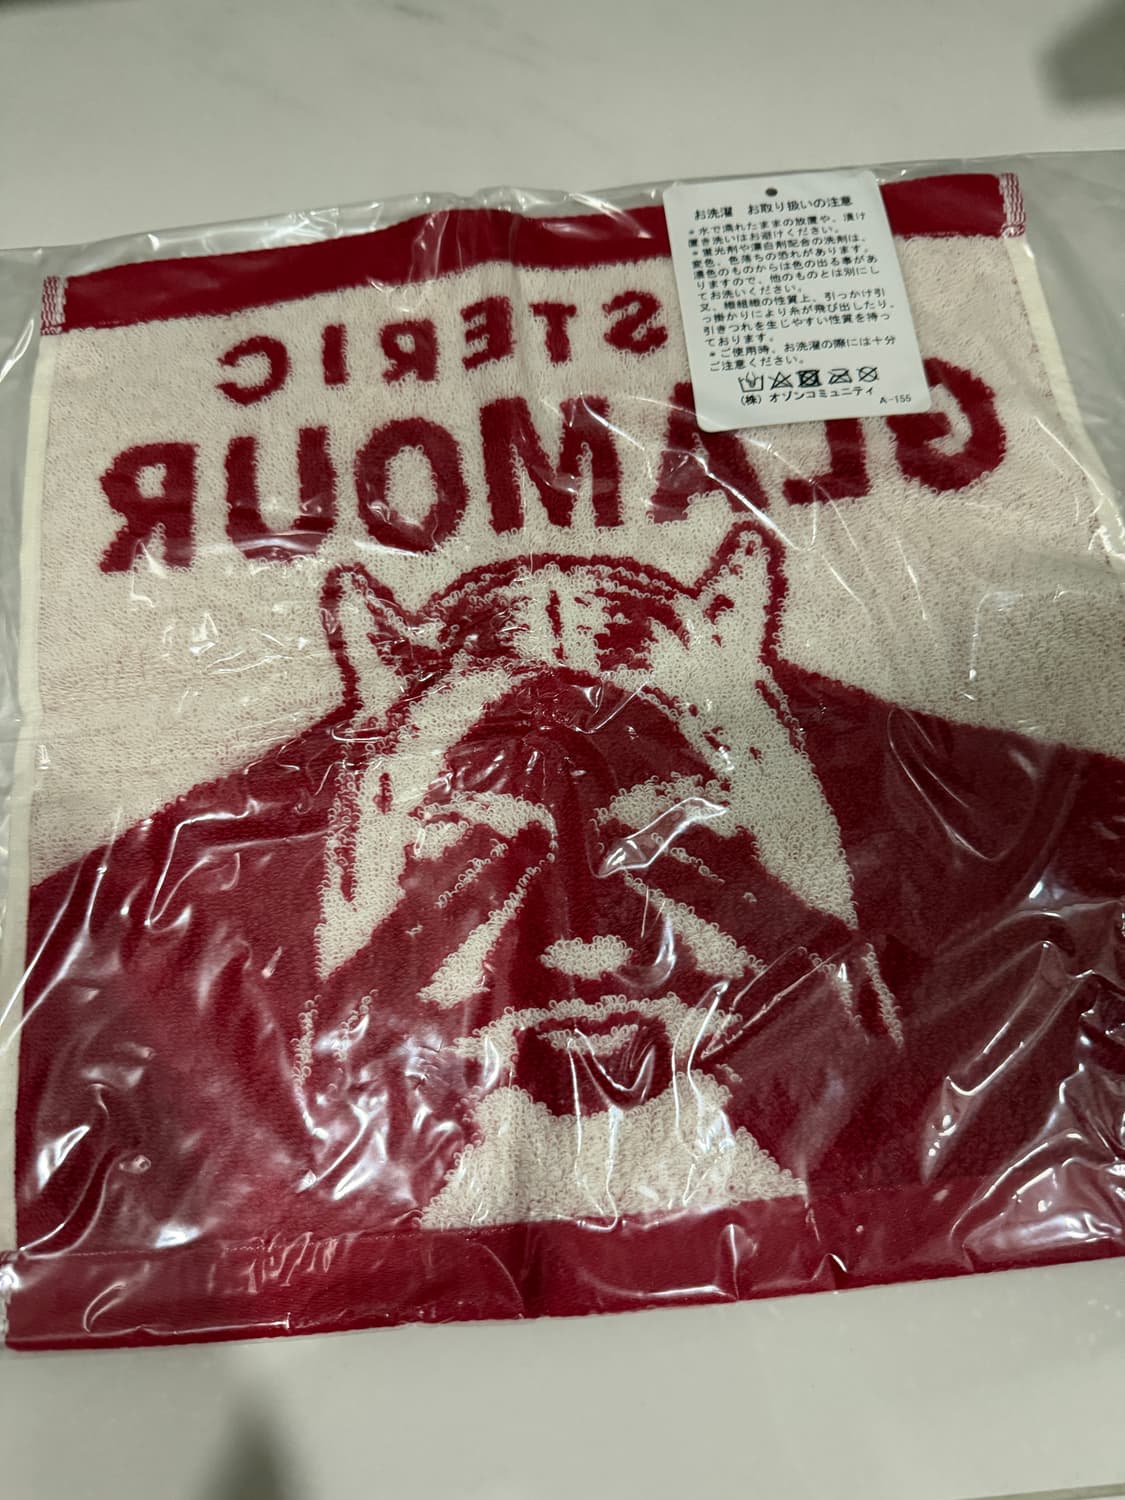 STERIC
GLAMOUR
お洗濯 お取り扱いの注意
＊水で濡れたままの放置や、漬け
置き洗いはお避けください。
＊蛍光剤や漂白剤配合の洗剤は、
変色、色落ちの恐れがあります。
濃色のものからは色の出る事があ
りますので、他のものとは別にし
てお洗いください。
又、繊組織の性質上、引っかけ引
っ掛かりにより糸が飛び出したり、
引きつれを生じやすい性質を持っ
ております。
＊ご使用時、お洗濯の際には十分
ご注意ください。
(株) オゾンコミュニティ
A-155